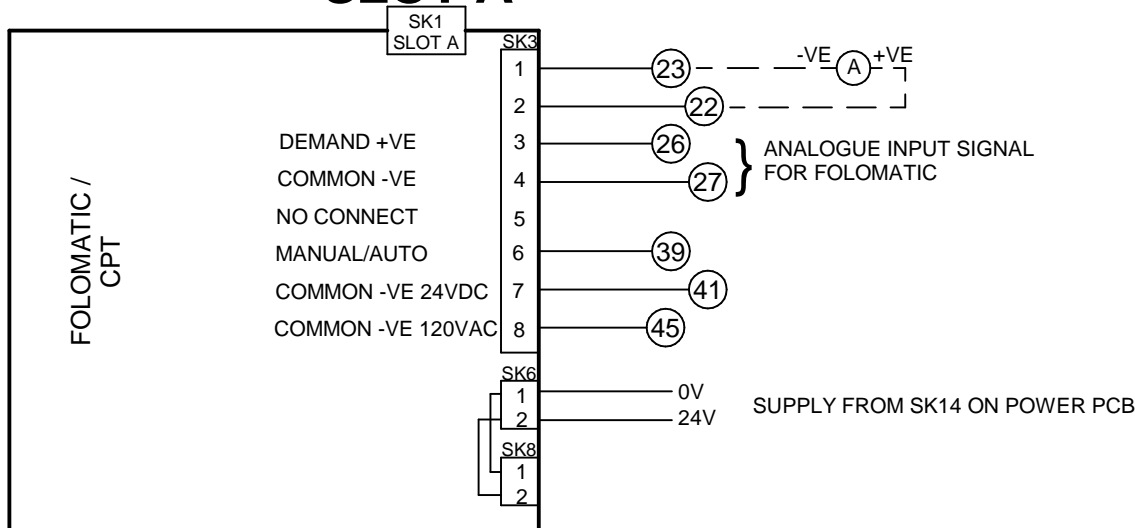 SLOT A
SK1
SLOT A
SK3
1
23
-VE
A
+VE
2
22
DEMAND +VE
3
26
ANALOGUE INPUT SIGNAL
FOR FOLOMATIC
COMMON -VE
4
27
NO CONNECT
5
MANUAL/AUTO
6
39
COMMON -VE 24VDC
7
41
COMMON -VE 120VAC
8
45
FOLOMATIC /
CPT
SK6
1
0V
2
24V
SUPPLY FROM SK14 ON POWER PCB
SK8
1
2